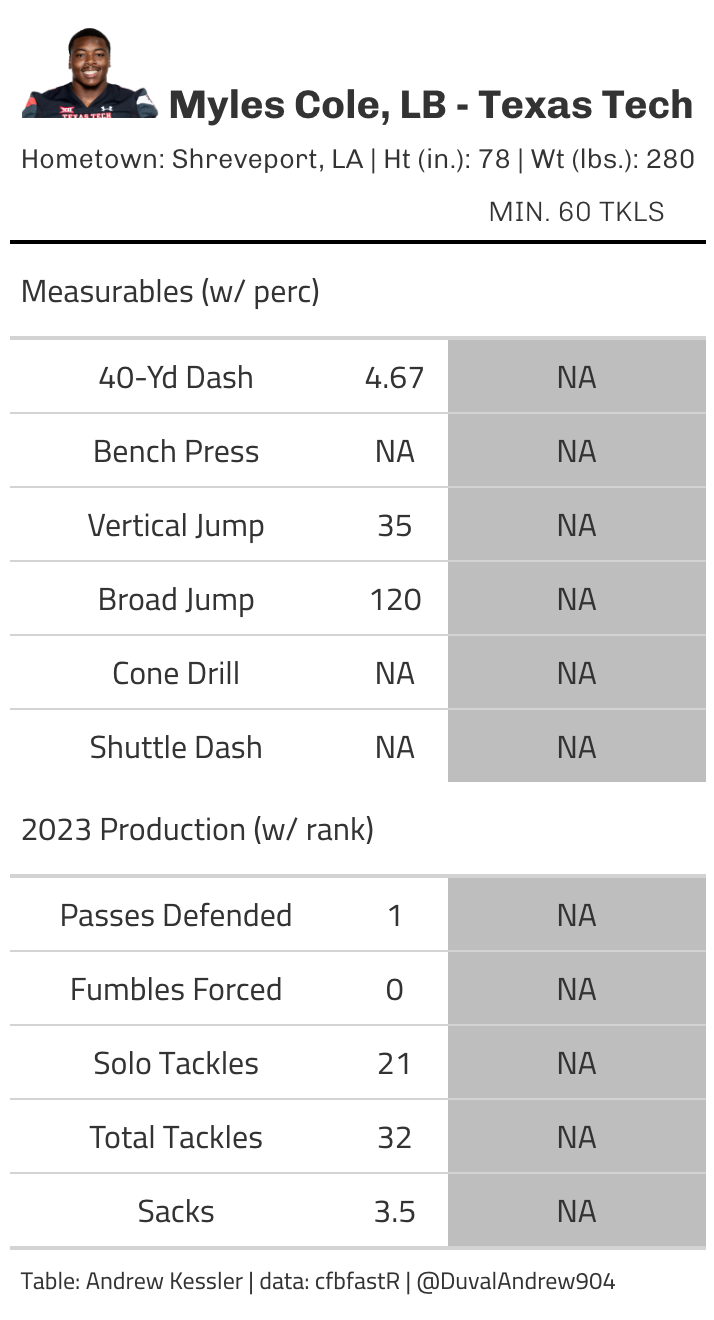 TEXAS TECH
Myles Cole, LB - Texas Tech
Hometown: Shreveport, LA | Ht (in.): 78 | Wt (lbs.): 280
MIN. 60 TKLS
Measurables (w/ perc)
40-Yd Dash 4.67 NA
Bench Press NA NA
Vertical Jump 35 NA
Broad Jump 120 NA
Cone Drill NA NA
Shuttle Dash NA NA
2023 Production (w/ rank)
Passes Defended 1 NA
Fumbles Forced 0 NA
Solo Tackles 21 NA
Total Tackles 32 NA
Sacks 3.5 NA
Table: Andrew Kessler | data: cfbfastR | @DuvalAndrew904